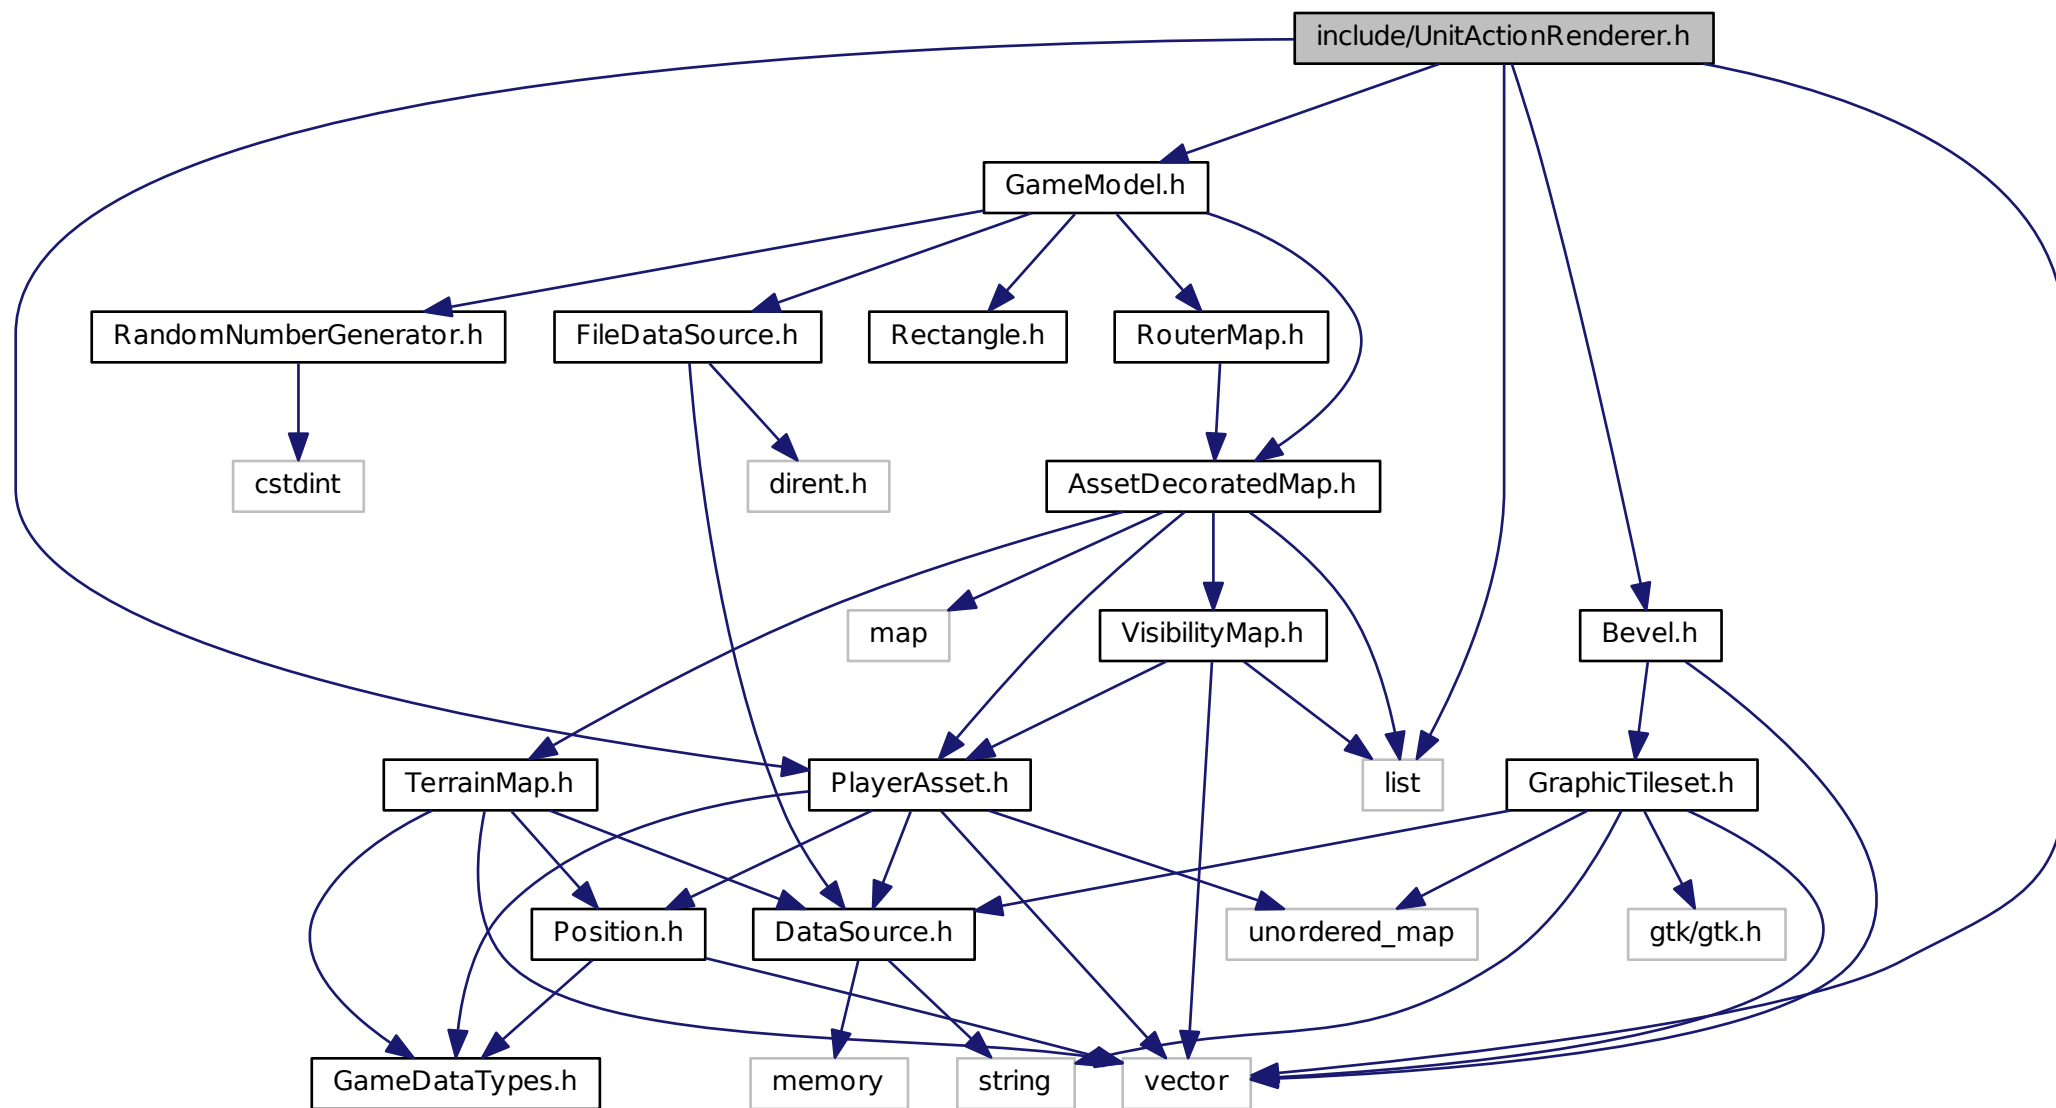 include/UnitActionRenderer.h
GameModel.h
RandomNumberGenerator.h
FileDataSource.h
Rectangle.h
RouterMap.h
cstdint
dirent.h
AssetDecoratedMap.h
map
VisibilityMap.h
Bevel.h
TerrainMap.h
PlayerAsset.h
list
GraphicTileset.h
Position.h
DataSource.h
unordered_map
gtk/gtk.h
GameDataTypes.h
memory
string
vector